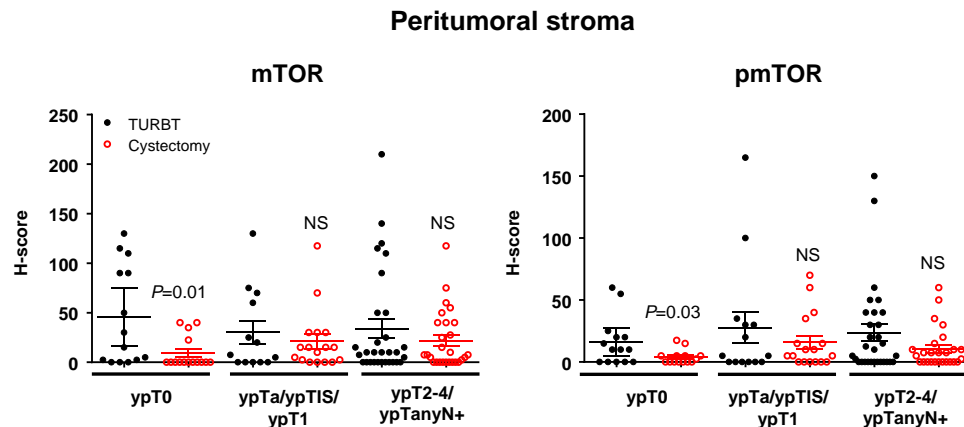 Peritumoral stroma
mTOR
H-score
250
200
150
100
50
0
TURBT
Cystectomy
P=0.01
NS
NS
ypT0
ypTa/ypTIS/
ypT1
ypT2-4/
ypTanyN+
pmTOR
H-score
200
150
100
50
0
P=0.03
NS
NS
ypT0
ypTa/ypTIS/
ypT1
ypT2-4/
ypTanyN+